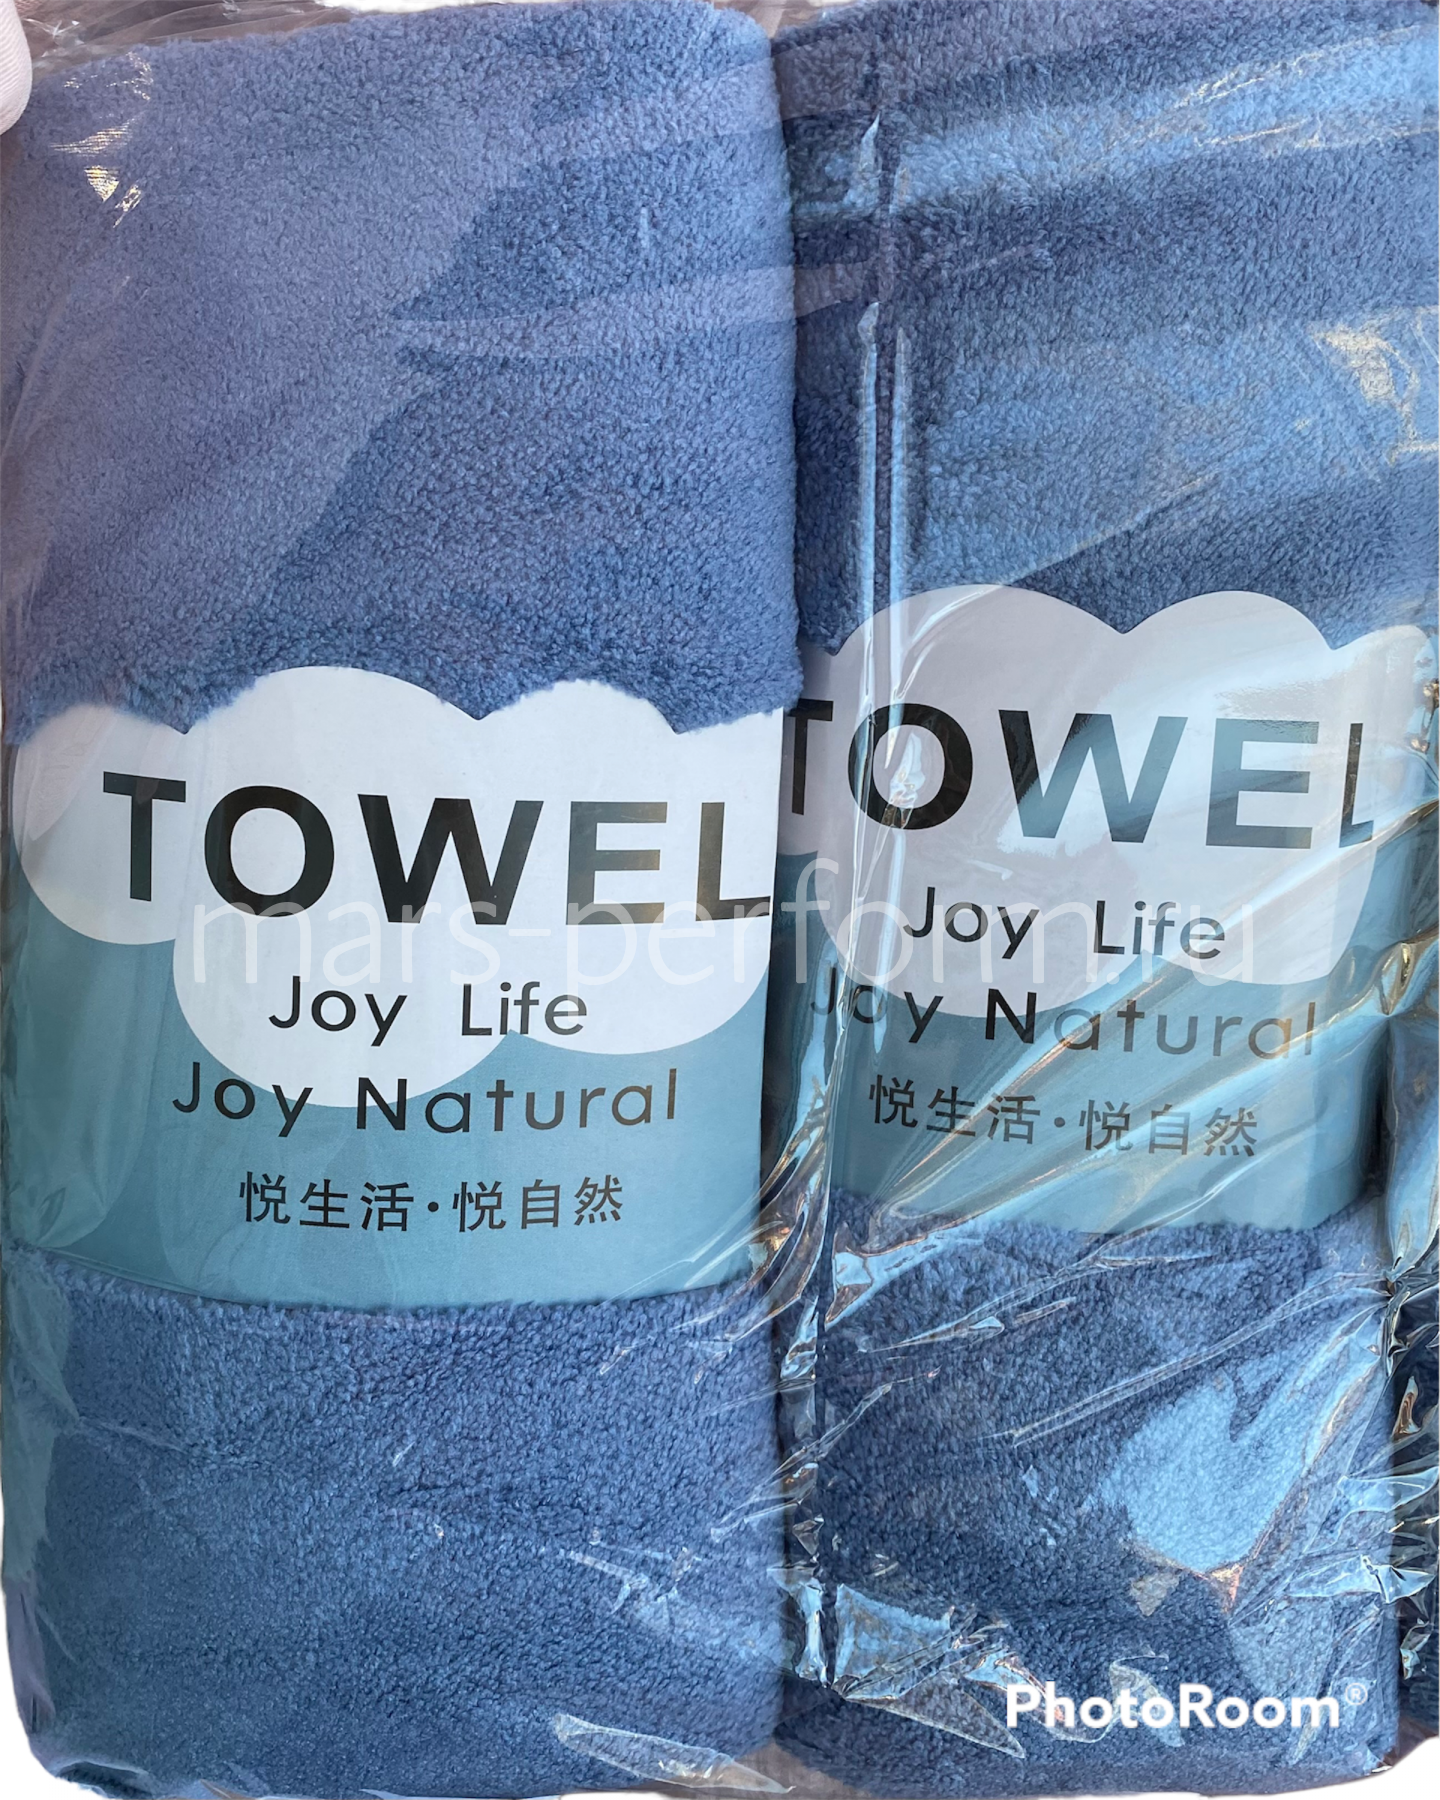 TOWEL
Joy Life
Joy Natural
悦生活·悦自然
TOWEL
Joy Life
Joy Natural
悦生活·悦自然
mars-perform.ru
PhotoRoom®